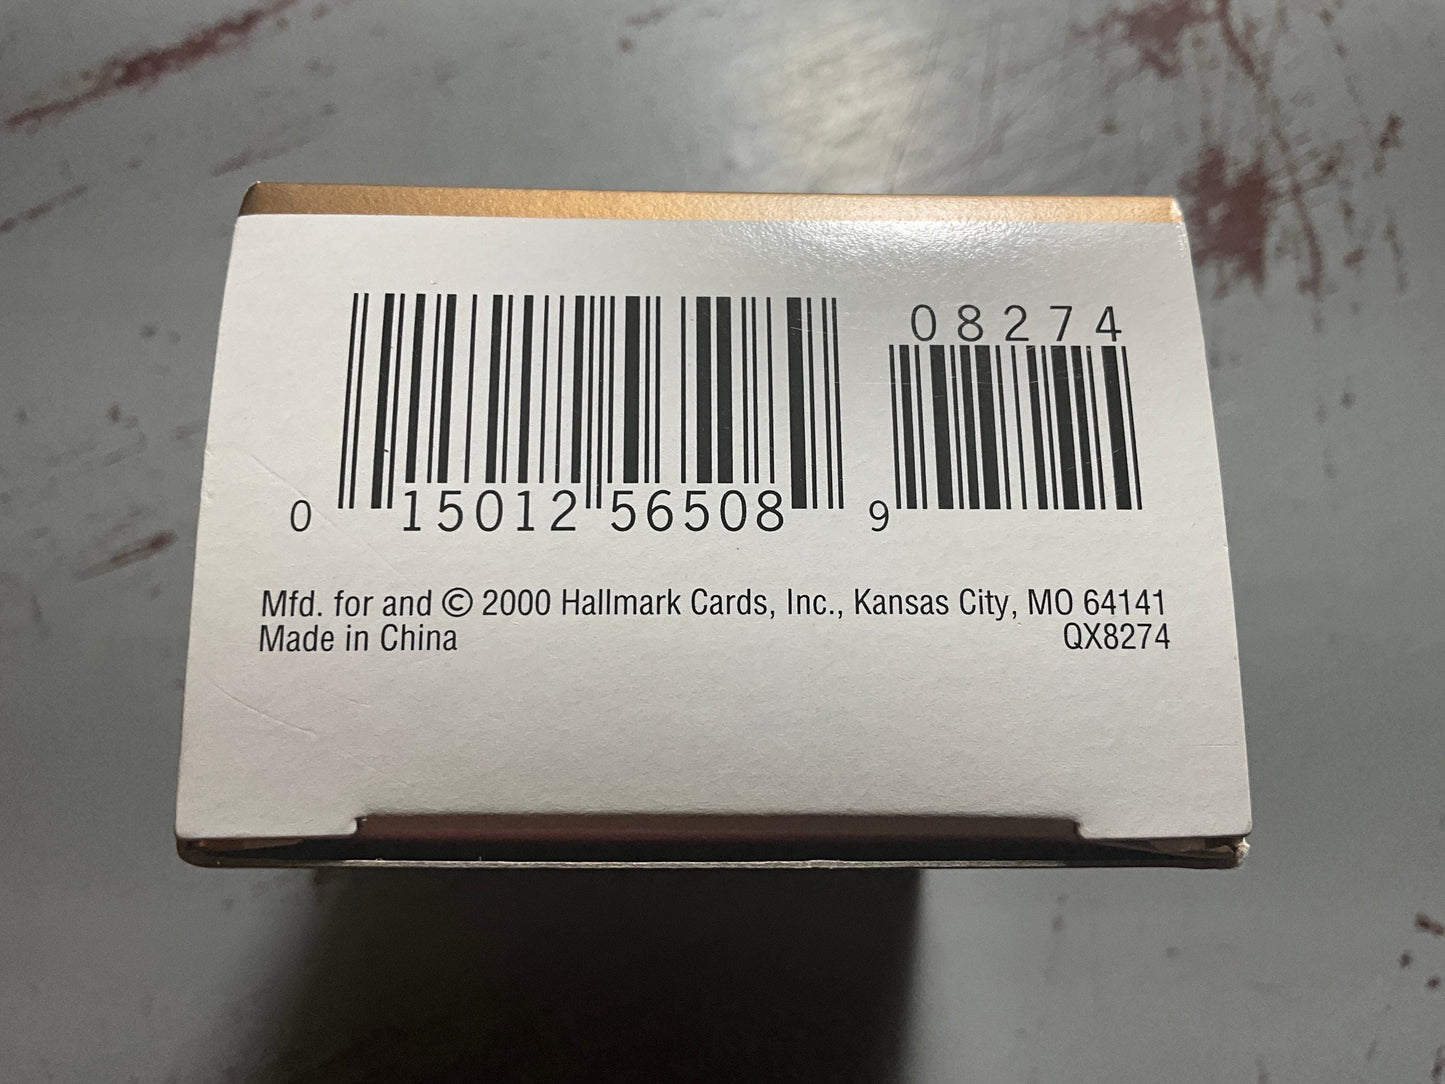 08274
0 15012 56508 9
Mfd. for and © 2000 Hallmark Cards, Inc., Kansas City, MO 64141
Made in China QX8274